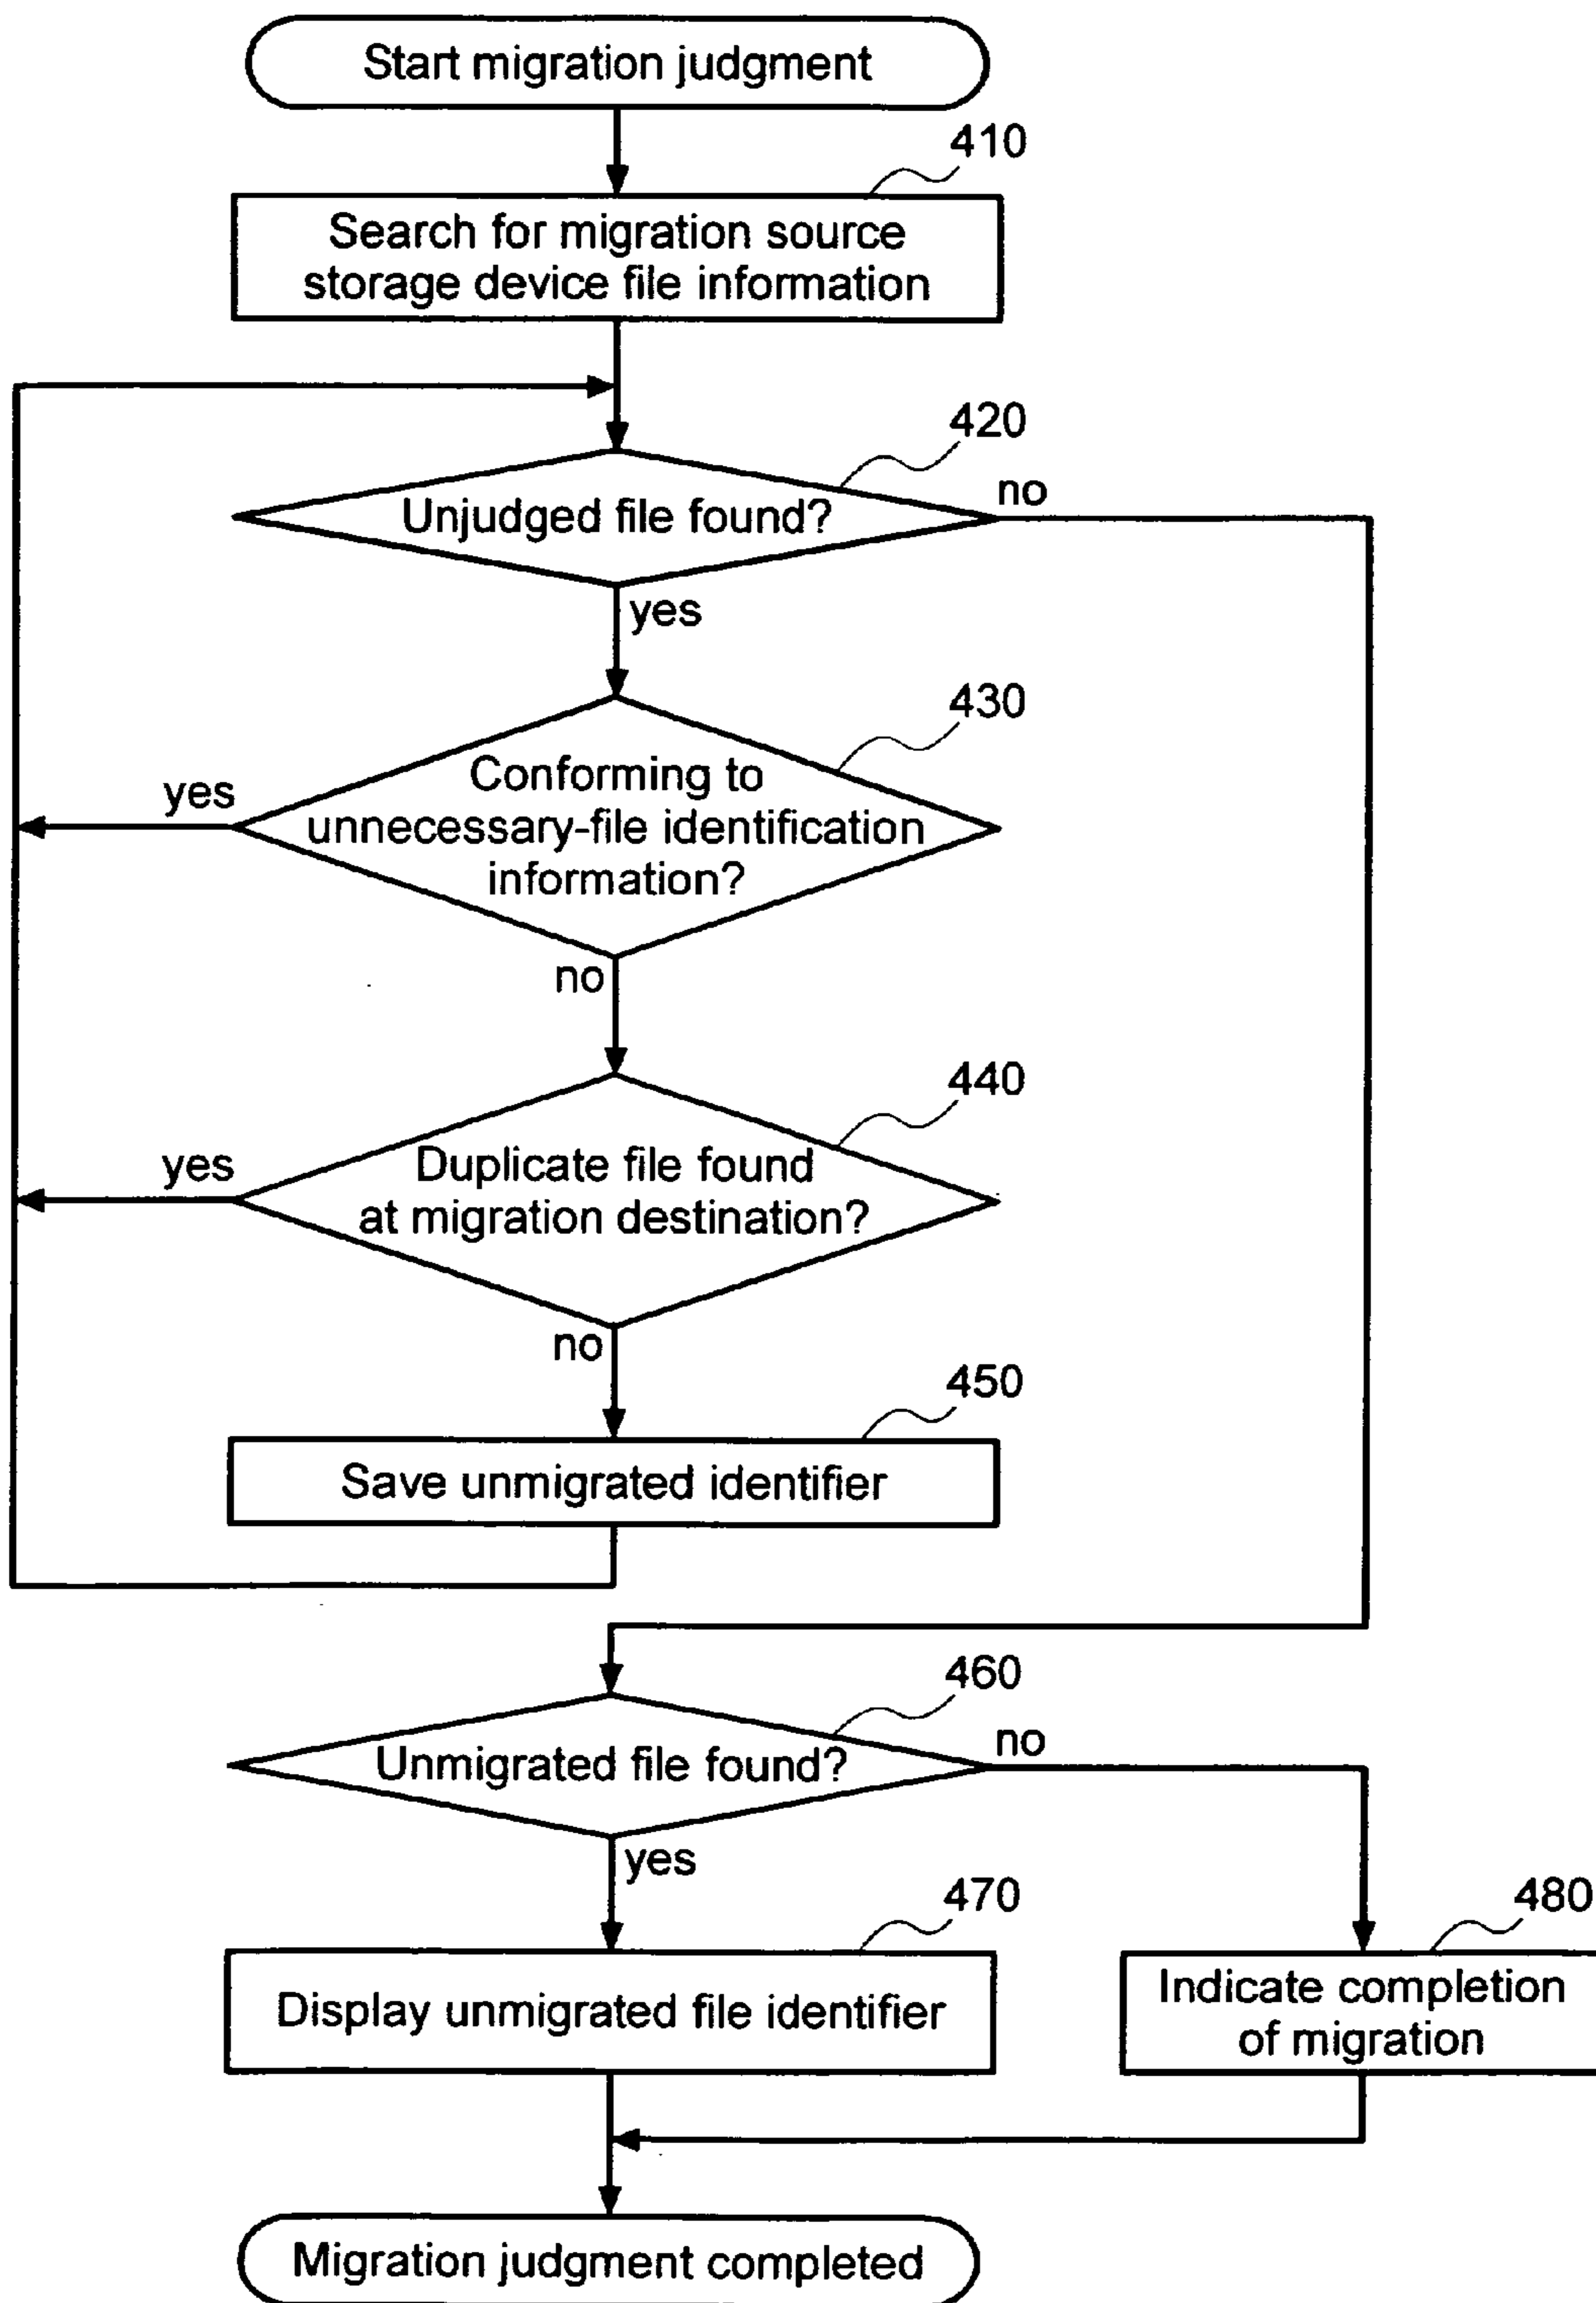 Start migration judgment
410
Search for migration source
storage device file information
420
Unjudged file found?
no
yes
430
Conforming to
unnecessary-file identification
information?
yes
no
440
Duplicate file found
at migration destination?
yes
no
450
Save unmigrated identifier
460
Unmigrated file found?
no
yes
470
Display unmigrated file identifier
480
Indicate completion
of migration
Migration judgment completed